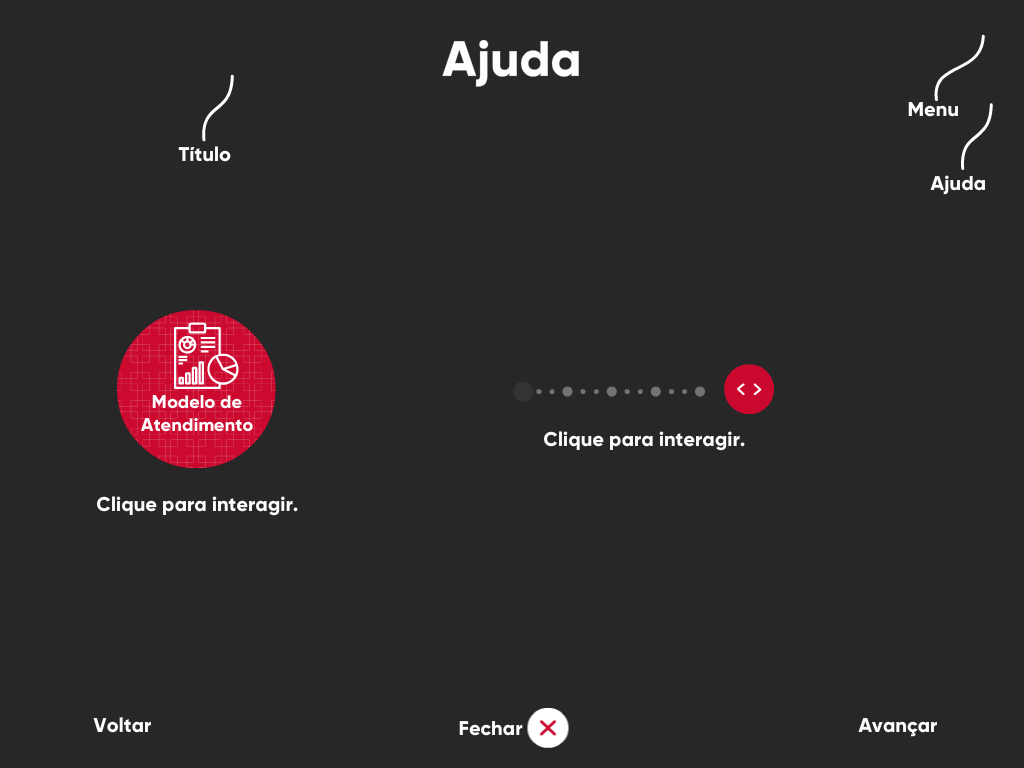 Ajuda
Título
Menu
Ajuda
Modelo de
Atendimento
Clique para interagir.
Clique para interagir.
Voltar
Fechar
Avançar